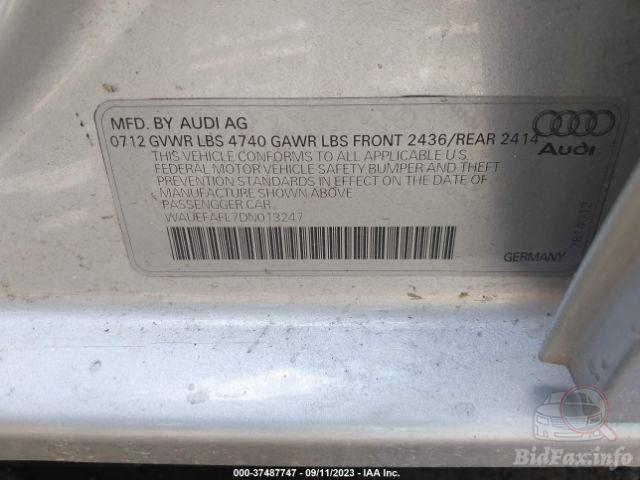 MFD. BY AUDI AG
0712 GVWR LBS 4740 GAWR LBS FRONT 2436/REAR 2414
Audi
THIS VEHICLE CONFORMS TO ALL APPLICABLE U S
FEDERAL MOTOR VEHICLE SAFETY BUMPER AND THEFT
PREVENTION STANDARDS IN EFFECT ON THE DATE OF
MANUFACTURE SHOWN ABOVE
PASSENGGER CAR
WAUEFAFL7DN013247
GERMANY
BidFax.info
000-37487747 - 09/11/2023 - IAA Inc.